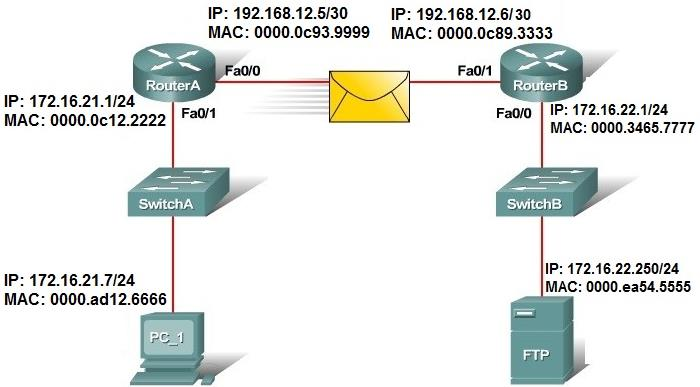 IP: 192.168.12.5/30
MAC: 0000.0c93.9999
IP: 192.168.12.6/30
MAC: 0000.0c89.3333
RouterA
Fa0/0
Fa0/1
RouterB
IP: 172.16.21.1/24
MAC: 0000.0c12.2222
Fa0/1
Fa0/0
IP: 172.16.22.1/24
MAC: 0000.3465.7777
SwitchA
SwitchB
IP: 172.16.21.7/24
MAC: 0000.ad12.6666
IP: 172.16.22.250/24
MAC: 0000.ea54.5555
PC_1
FTP